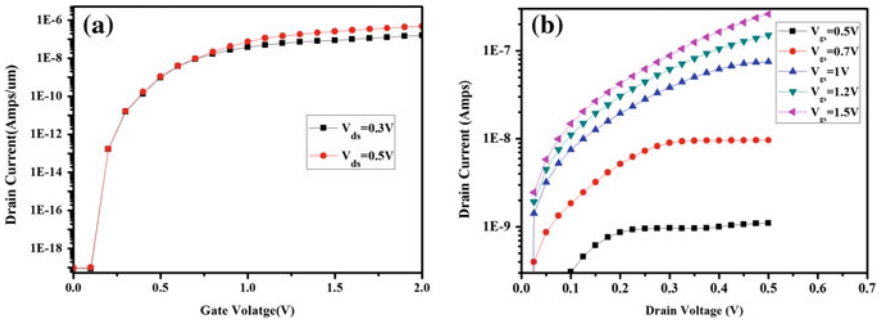 (a)
1E-6
1E-8
1E-10
1E-12
1E-14
1E-16
1E-18
Drain Current(Amps/um)
V_ds=0.3V
V_ds=0.5V
0.0 0.5 1.0 1.5 2.0
Gate Volatge(V)
(b)
1E-7
1E-8
1E-9
Drain Current (Amps)
V_gs=0.5V
V_gs=0.7V
V_gs=1V
V_gs=1.2V
V_gs=1.5V
0.0 0.1 0.2 0.3 0.4 0.5 0.6 0.7
Drain Voltage (V)